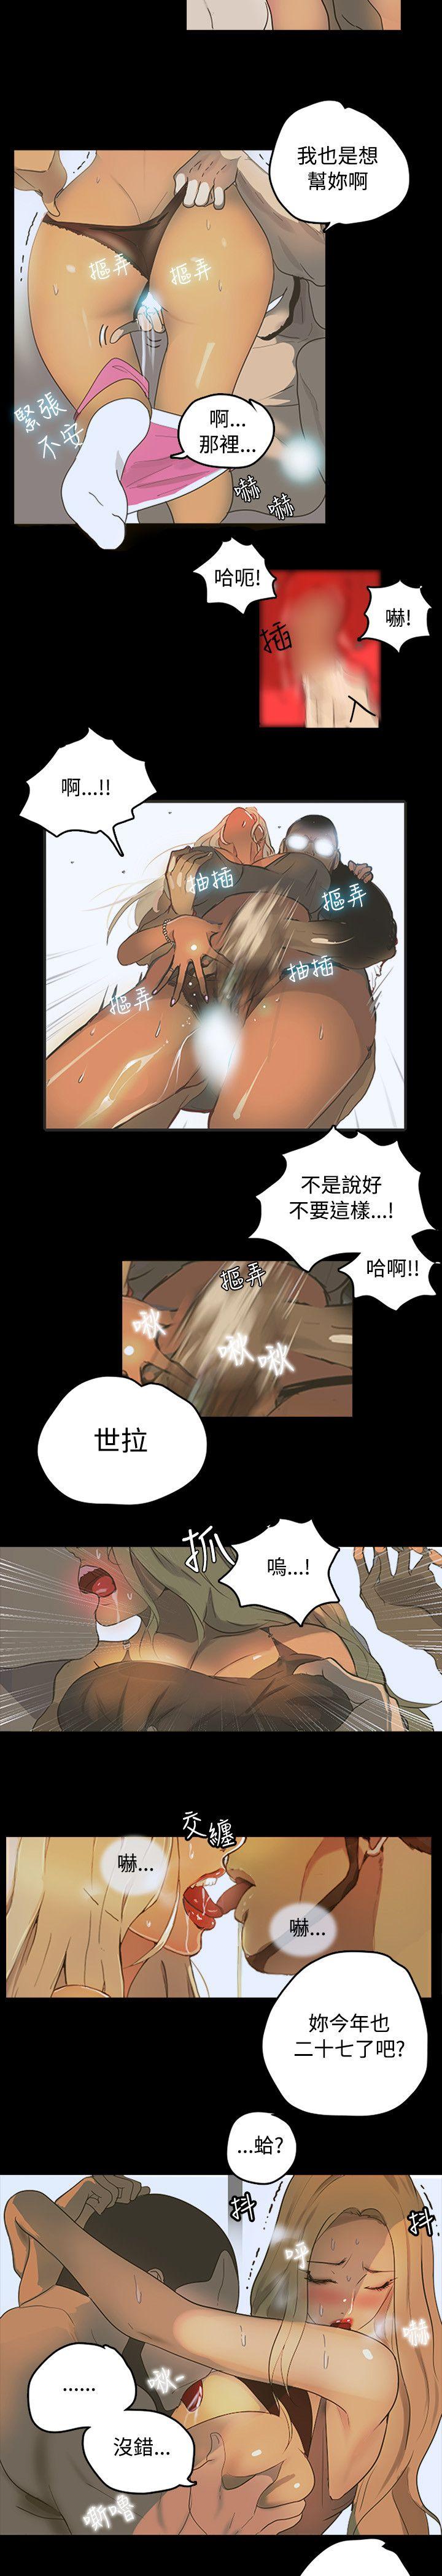 我也是想
幫妳啊
摳弄
摳弄
緊張
不安
啊...
那裡...
嚇
嚇
哈呃!
插
嚇!
啊...!!
抽插
摳弄
抽插
摳弄
不是說好
不要這樣...!
哈啊!!
摳弄
啾
啾
啾
世拉
抓
嗚...!
交纏
嚇...
嚇...
妳今年也
二十七了吧?
...蛤?
抖
抖
呼
嚇
......
啾-
沒錯...
嘶嚕